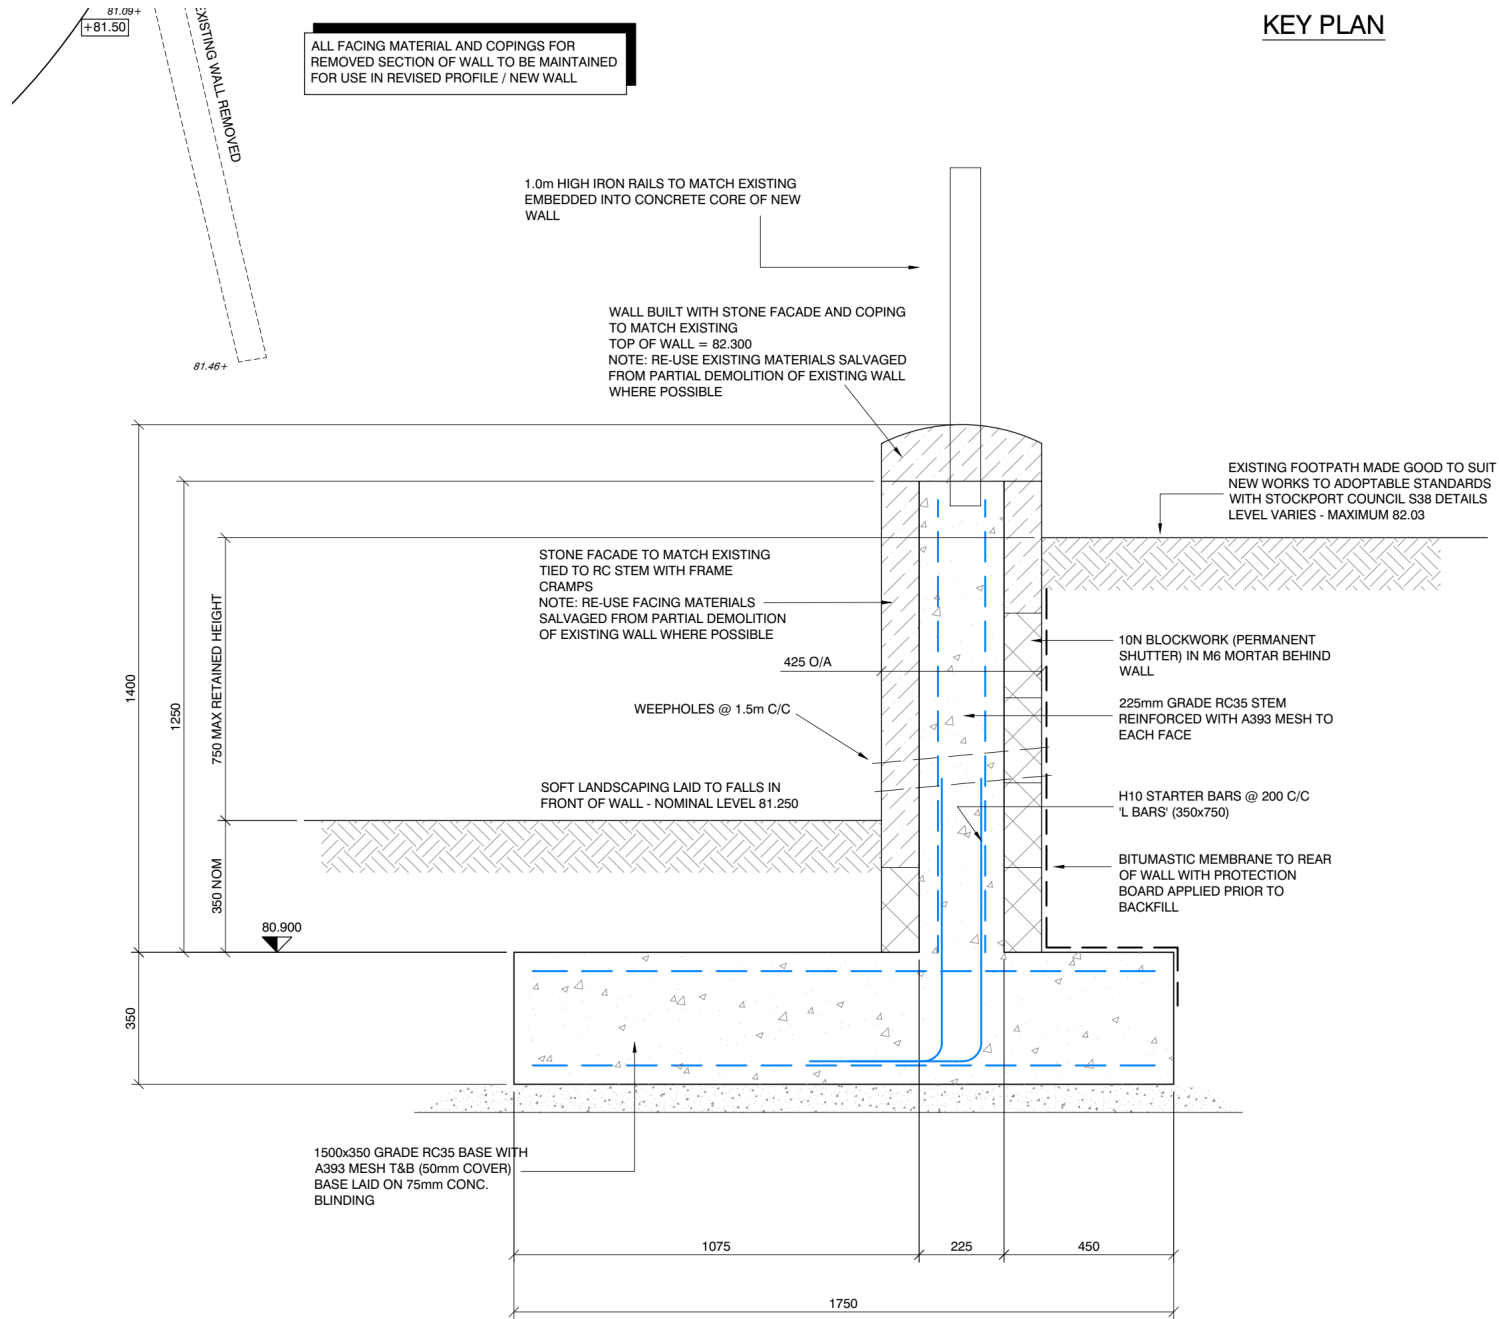 81.09+
+81.50
EXISTING WALL REMOVED
81.46+
ALL FACING MATERIAL AND COPINGS FOR
REMOVED SECTION OF WALL TO BE MAINTAINED
FOR USE IN REVISED PROFILE / NEW WALL
KEY PLAN
1.0m HIGH IRON RAILS TO MATCH EXISTING
EMBEDDED INTO CONCRETE CORE OF NEW
WALL
WALL BUILT WITH STONE FACADE AND COPING
TO MATCH EXISTING
TOP OF WALL = 82.300
NOTE: RE-USE EXISTING MATERIALS SALVAGED
FROM PARTIAL DEMOLITION OF EXISTING WALL
WHERE POSSIBLE
EXISTING FOOTPATH MADE GOOD TO SUIT
NEW WORKS TO ADOPTABLE STANDARDS
WITH STOCKPORT COUNCIL S38 DETAILS
LEVEL VARIES - MAXIMUM 82.03
STONE FACADE TO MATCH EXISTING
TIED TO RC STEM WITH FRAME
CRAMPS
NOTE: RE-USE FACING MATERIALS
SALVAGED FROM PARTIAL DEMOLITION
OF EXISTING WALL WHERE POSSIBLE
425 O/A
10N BLOCKWORK (PERMANENT
SHUTTER) IN M6 MORTAR BEHIND
WALL
1400
1250
750 MAX RETAINED HEIGHT
WEEPHOLES @ 1.5m C/C
225mm GRADE RC35 STEM
REINFORCED WITH A393 MESH TO
EACH FACE
SOFT LANDSCAPING LAID TO FALLS IN
FRONT OF WALL - NOMINAL LEVEL 81.250
H10 STARTER BARS @ 200 C/C
'L BARS' (350x750)
350 NOM
BITUMASTIC MEMBRANE TO REAR
OF WALL WITH PROTECTION
BOARD APPLIED PRIOR TO
BACKFILL
80.900
350
1500x350 GRADE RC35 BASE WITH
A393 MESH T&B (50mm COVER)
BASE LAID ON 75mm CONC.
BLINDING
1075
225
450
1750